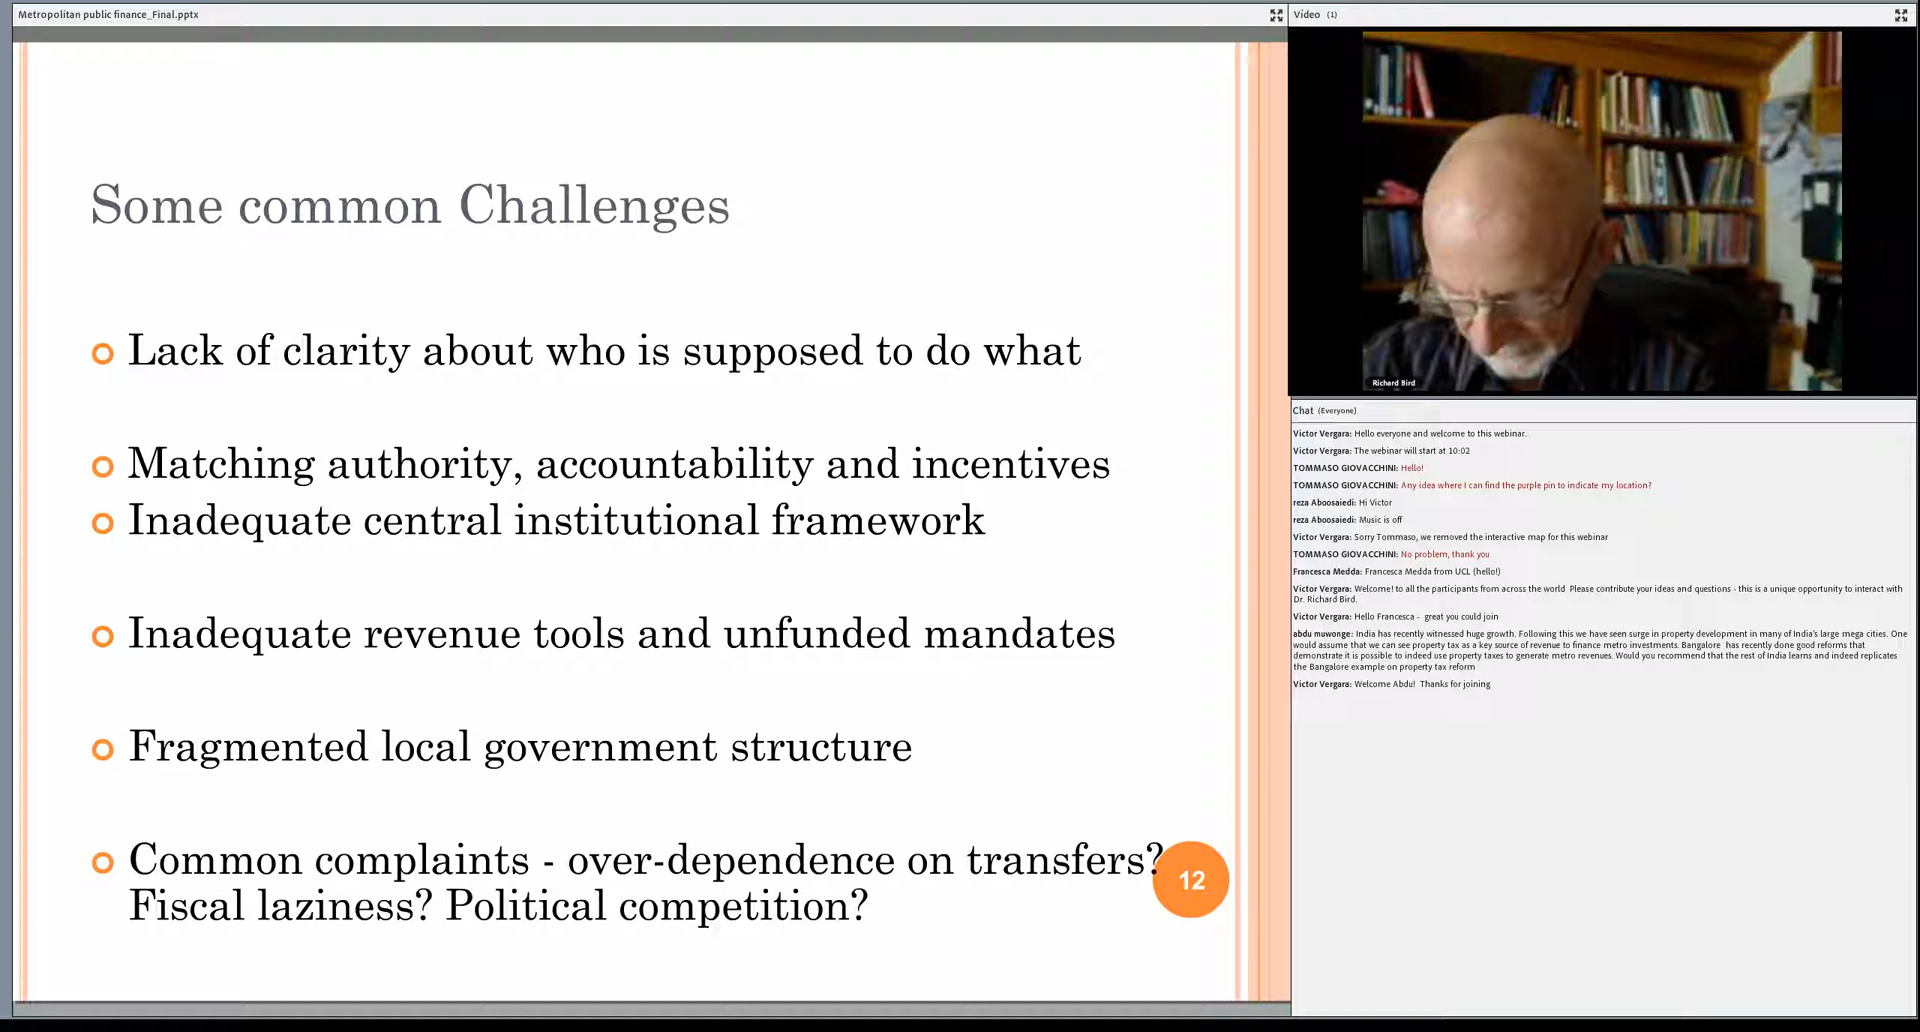 Metropolitan public finance_Final.pptx
Some common Challenges
Lack of clarity about who is supposed to do what
Matching authority, accountability and incentives
Inadequate central institutional framework
Inadequate revenue tools and unfunded mandates
Fragmented local government structure
Common complaints - over-dependence on transfers?
Fiscal laziness? Political competition?
12
Vídeo (1)
Richard Bird
Chat (Everyone)
Victor Vergara: Hello everyone and welcome to this webinar.
Victor Vergara: The webinar will start at 10:02
TOMMASO GIOVACCHINI: Hello!
TOMMASO GIOVACCHINI: Any idea where I can find the purple pin to indicate my location?
reza Aboosaiedi: Hi Victor
reza Aboosaiedi: Music is off
Victor Vergara: Sorry Tommaso, we removed the interactive map for this webinar
TOMMASO GIOVACCHINI: No problem, thank you
Francesca Medda: Francesca Medda from UCL (hello!)
Victor Vergara: Welcome! to all the participants from across the world Please contribute your ideas and questions - this is a unique opportunity to interact with
Dr. Richard Bird.
Victor Vergara: Hello Francesca - great you could join
abdu muwonge: India has recently witnessed huge growth. Following this we have seen surge in property development in many of India's large mega cities. One
would assume that we can see property tax as a key source of revenue to finance metro investments. Bangalore has recently done good reforms that
demonstrate it is possible to indeed use property taxes to generate metro revenues. Would you recommend that the rest of India learns and indeed replicates
the Bangalore example on property tax reform
Victor Vergara: Welcome Abdu! Thanks for joining